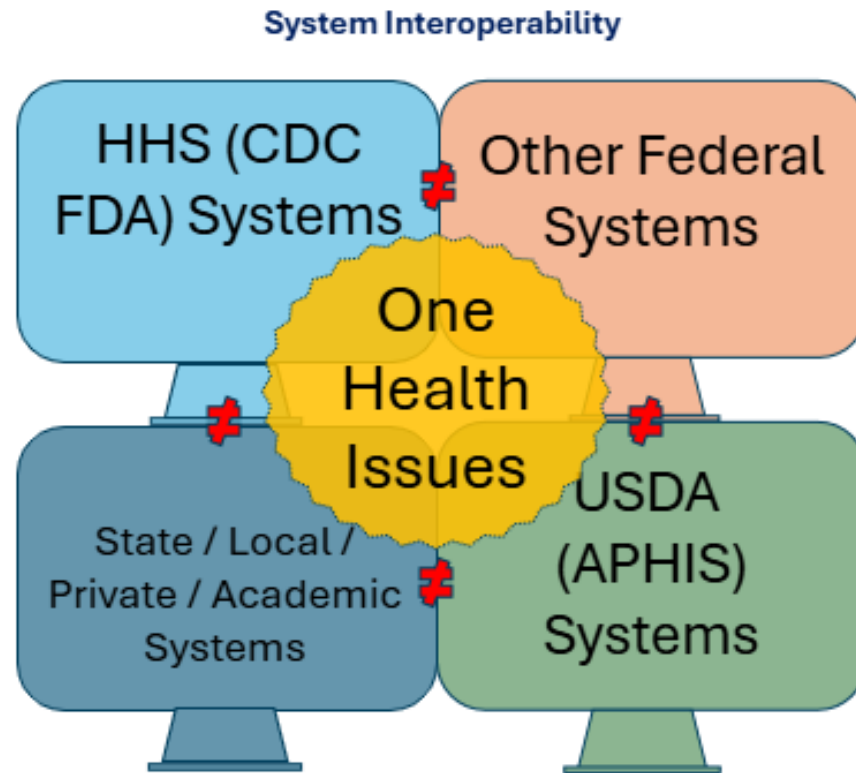 System Interoperability
HHS (CDC
FDA) Systems
Other Federal
Systems
≠
One
Health
Issues
≠
≠
State / Local /
Private / Academic
Systems
USDA
(APHIS)
Systems
≠